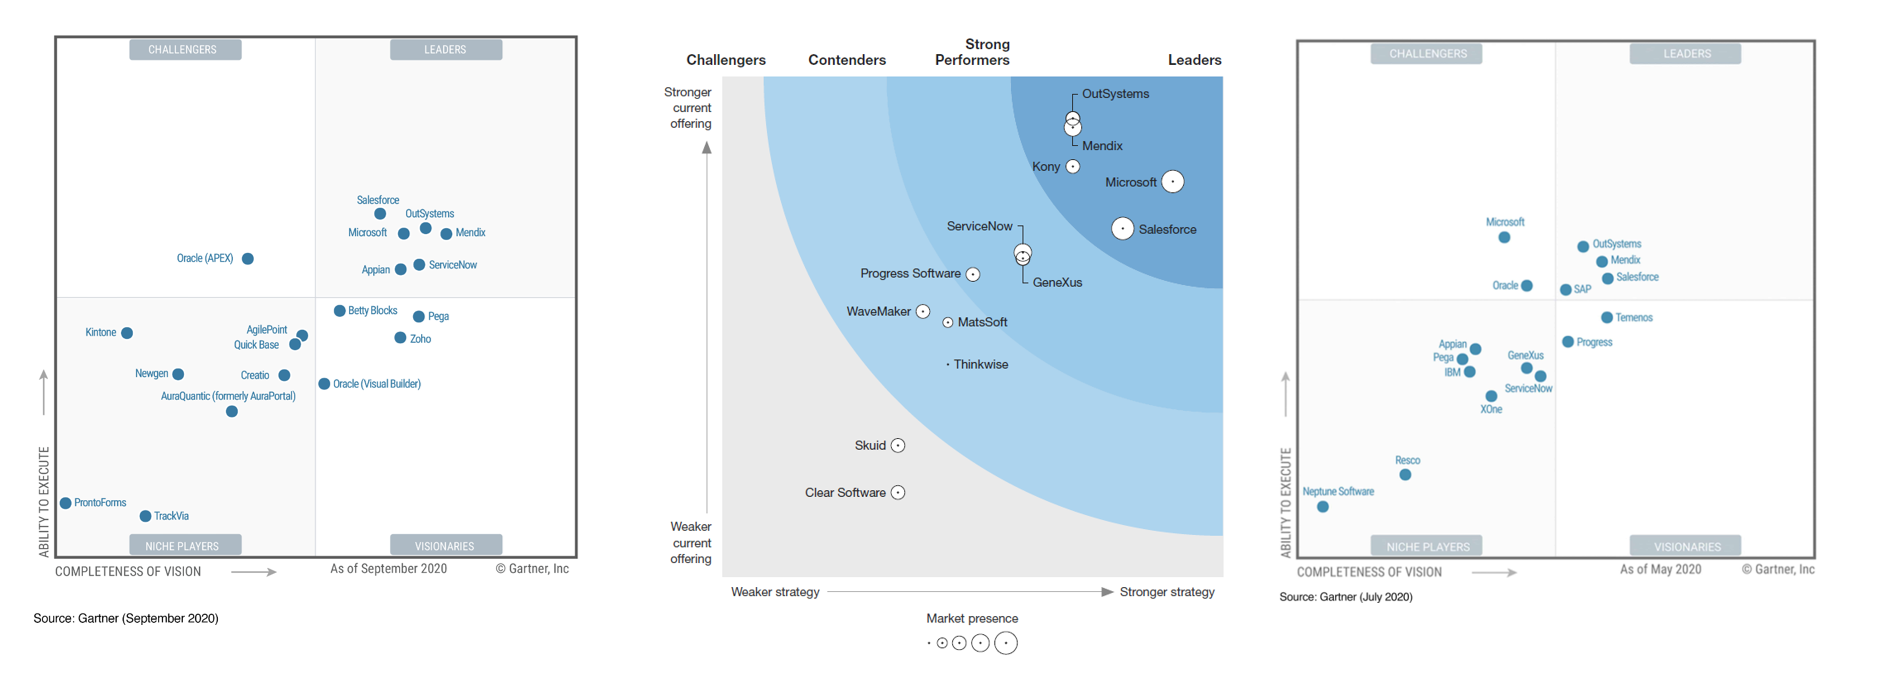 CHALLENGERS
LEADERS
Salesforce
OutSystems
Microsoft
Mendix
Oracle (APEX)
Appian
ServiceNow
Betty Blocks
Pega
Kintone
AgilePoint
Quick Base
Zoho
Newgen
Creatio
Oracle (Visual Builder)
AuraQuantic (formerly AuraPortal)
ProntoForms
TrackVia
NICHE PLAYERS
VISIONARIES
ABILITY TO EXECUTE
COMPLETENESS OF VISION
As of September 2020
© Gartner, Inc
Source: Gartner (September 2020)
Challengers
Contenders
Strong
Performers
Leaders
Stronger
current
offering
OutSystems
Mendix
Kony
Microsoft
ServiceNow
Salesforce
Progress Software
GeneXus
WaveMaker
MatsSoft
Thinkwise
Skuid
Clear Software
Weaker
current
offering
Weaker strategy
Stronger strategy
Market presence
CHALLENGERS
LEADERS
Microsoft
OutSystems
Mendix
Salesforce
Oracle
SAP
Temenos
Progress
Appian
Pega
GeneXus
IBM
ServiceNow
XOne
Resco
Neptune Software
NICHE PLAYERS
VISIONARIES
ABILITY TO EXECUTE
COMPLETENESS OF VISION
As of May 2020
© Gartner, Inc
Source: Gartner (July 2020)